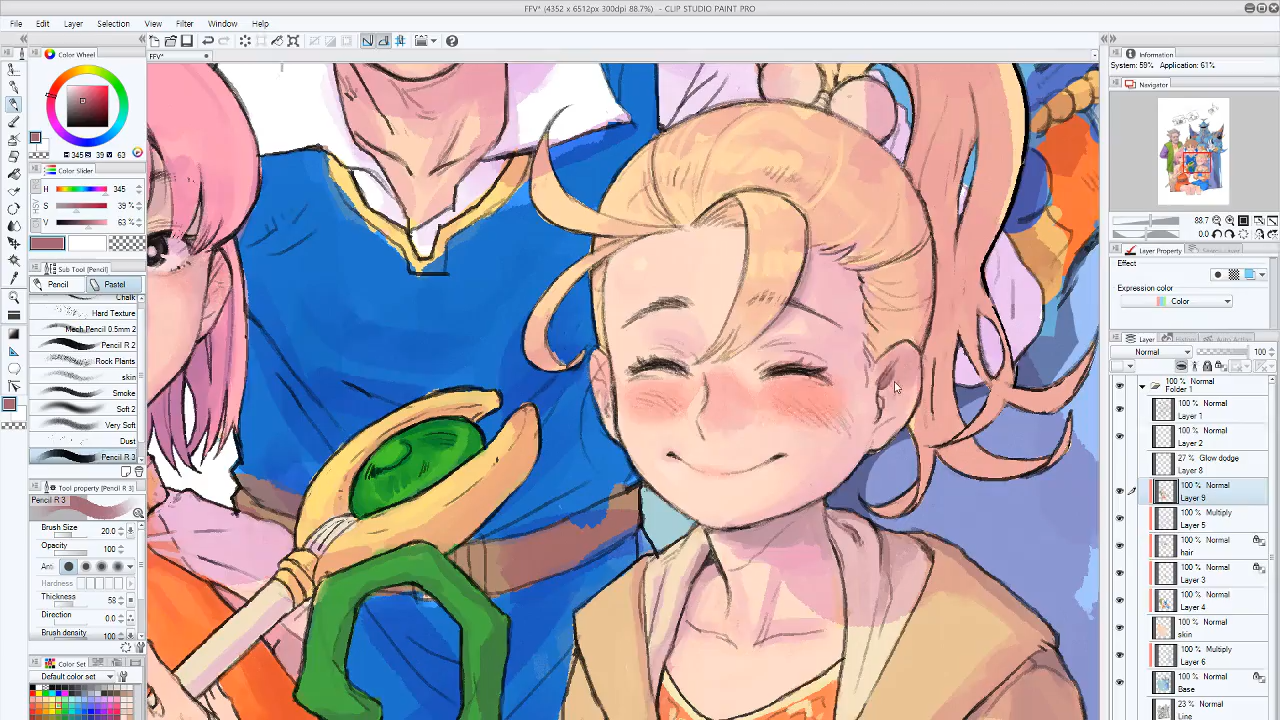 FFV* (4352 x 6512px 300dpi 88.7%) - CLIP STUDIO PAINT PRO
File Edit Layer Selection View Filter Window Help
Color Wheel
FFV*
Information
System: 58% Application: 61%
Navigator
H 345 S 39 V 63
Color Slider
H 345
S 39 %
V 63 %
HSV
88.7
0.0
Sub Tool [Pencil]
Pencil Pastel
Layer Property
Effect
Expression color
Color
Chalk
Hard Texture
Mech Pencil 0.5mm 2
Pencil R 2
Rock Plants
skin
Smoke
Soft 2
Very Soft
Dust
Pencil R 3
Layer
Normal 100
100 % Normal
Folder 1
100 % Normal
Layer 1
100 % Normal
Layer 2
27 % Glow dodge
Layer 8
100 % Normal
Layer 9
100 % Multiply
Layer 5
100 % Normal
hair
100 % Normal
Layer 3
100 % Normal
Layer 4
100 % Normal
skin
100 % Multiply
Layer 6
100 % Normal
Base
23 % Normal
Tool property [Pencil R 3]
Pencil R 3
Brush Size 20.0
Opacity 100
Hardness
Thickness 58
Direction 0.0
Brush density 100
Color Set
Default color set